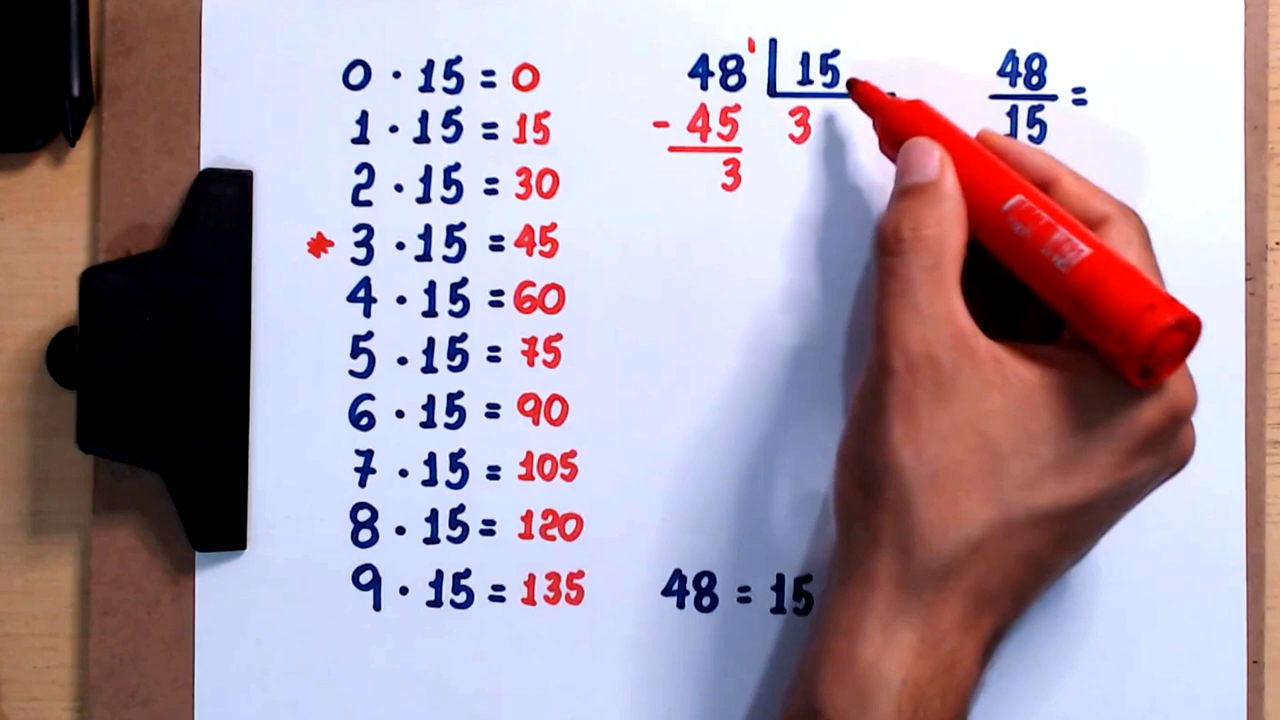 0 · 15 = 0
1 · 15 = 15
2 · 15 = 30
* 3 · 15 = 45
4 · 15 = 60
5 · 15 = 75
6 · 15 = 90
7 · 15 = 105
8 · 15 = 120
9 · 15 = 135
48' 15
- 45 3
3
48
15 =
48 = 15